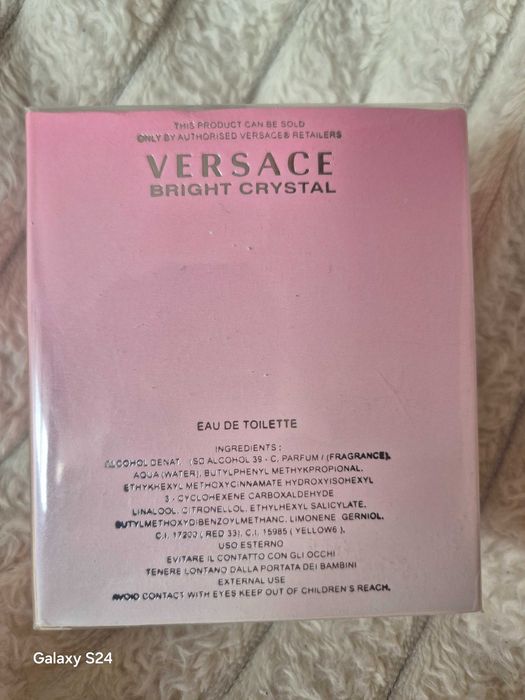 THIS PRODUCT CAN BE SOLD
ONLY BY AUTHORISED VERSACE® RETAILERS
VERSACE
BRIGHT CRYSTAL
EAU DE TOILETTE
INGREDIENTS :
ALCOHOL DENAT. (SD ALCOHOL 39 - C. PARFUM / (FRAGRANCE).
AQUA (WATER), BUTYLPHENYL METHYKPROPIONAL.
ETHYKHEXYL METHOXYCINNAMATE HYDROXYISOHEXYL
3 - CYCLOHEXENE CARBOXALDEHYDE
LINALOOL, CITRONELLOL, ETHYLHEXYL SALICYLATE,
BUTYLMETHOXYDIBENZOYLMETHANC, LIMONENE GERNIOL,
C.I. 17200 ( RED 33), C.I. 15985 ( YELLOW6 ),
USO ESTERNO
EVITARE IL CONTATTO CON GLI OCCHI
TENERE LONTANO DALLA PORTATA DEI BAMBINI
EXTERNAL USE
AVOID CONTACT WITH EYES KEEP OUT OF CHILDREN'S REACH.
Galaxy S24